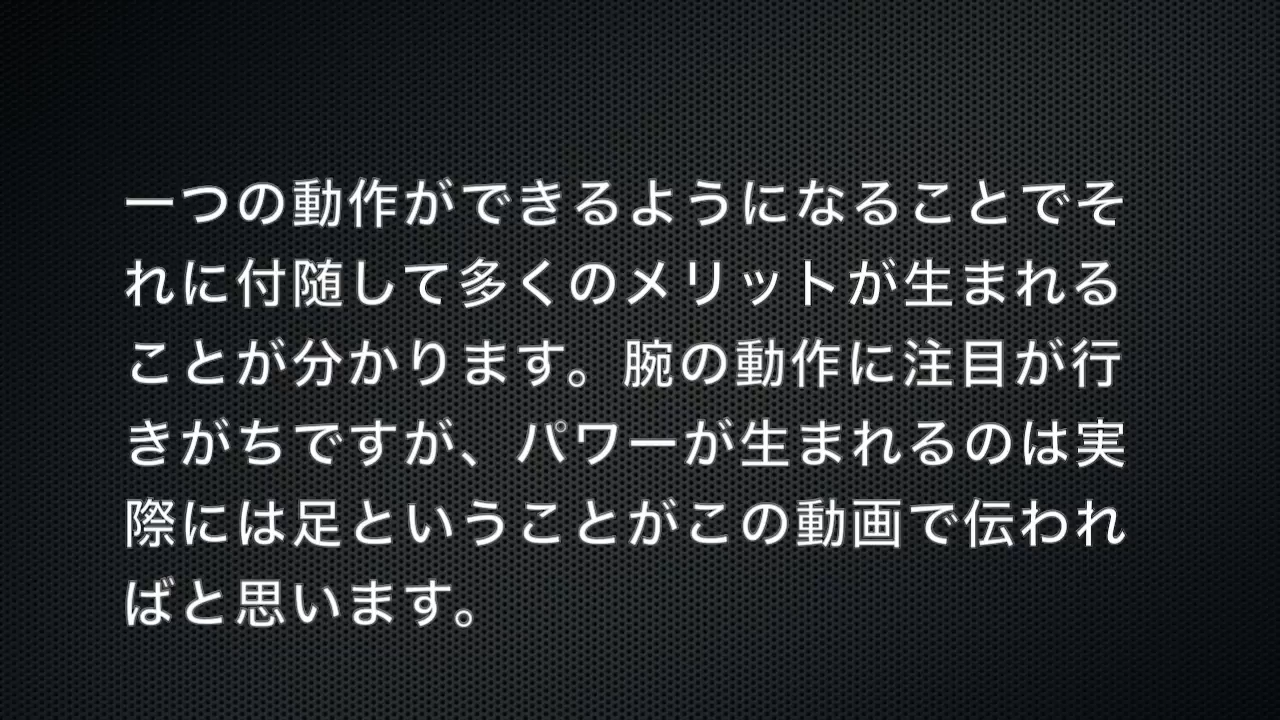 一つの動作ができるようになることでそ
れに付随して多くのメリットが生まれる
ことが分かります。腕の動作に注目が行
きがちですが、パワーが生まれるのは実
際には足ということがこの動画で伝われ
ばと思います。